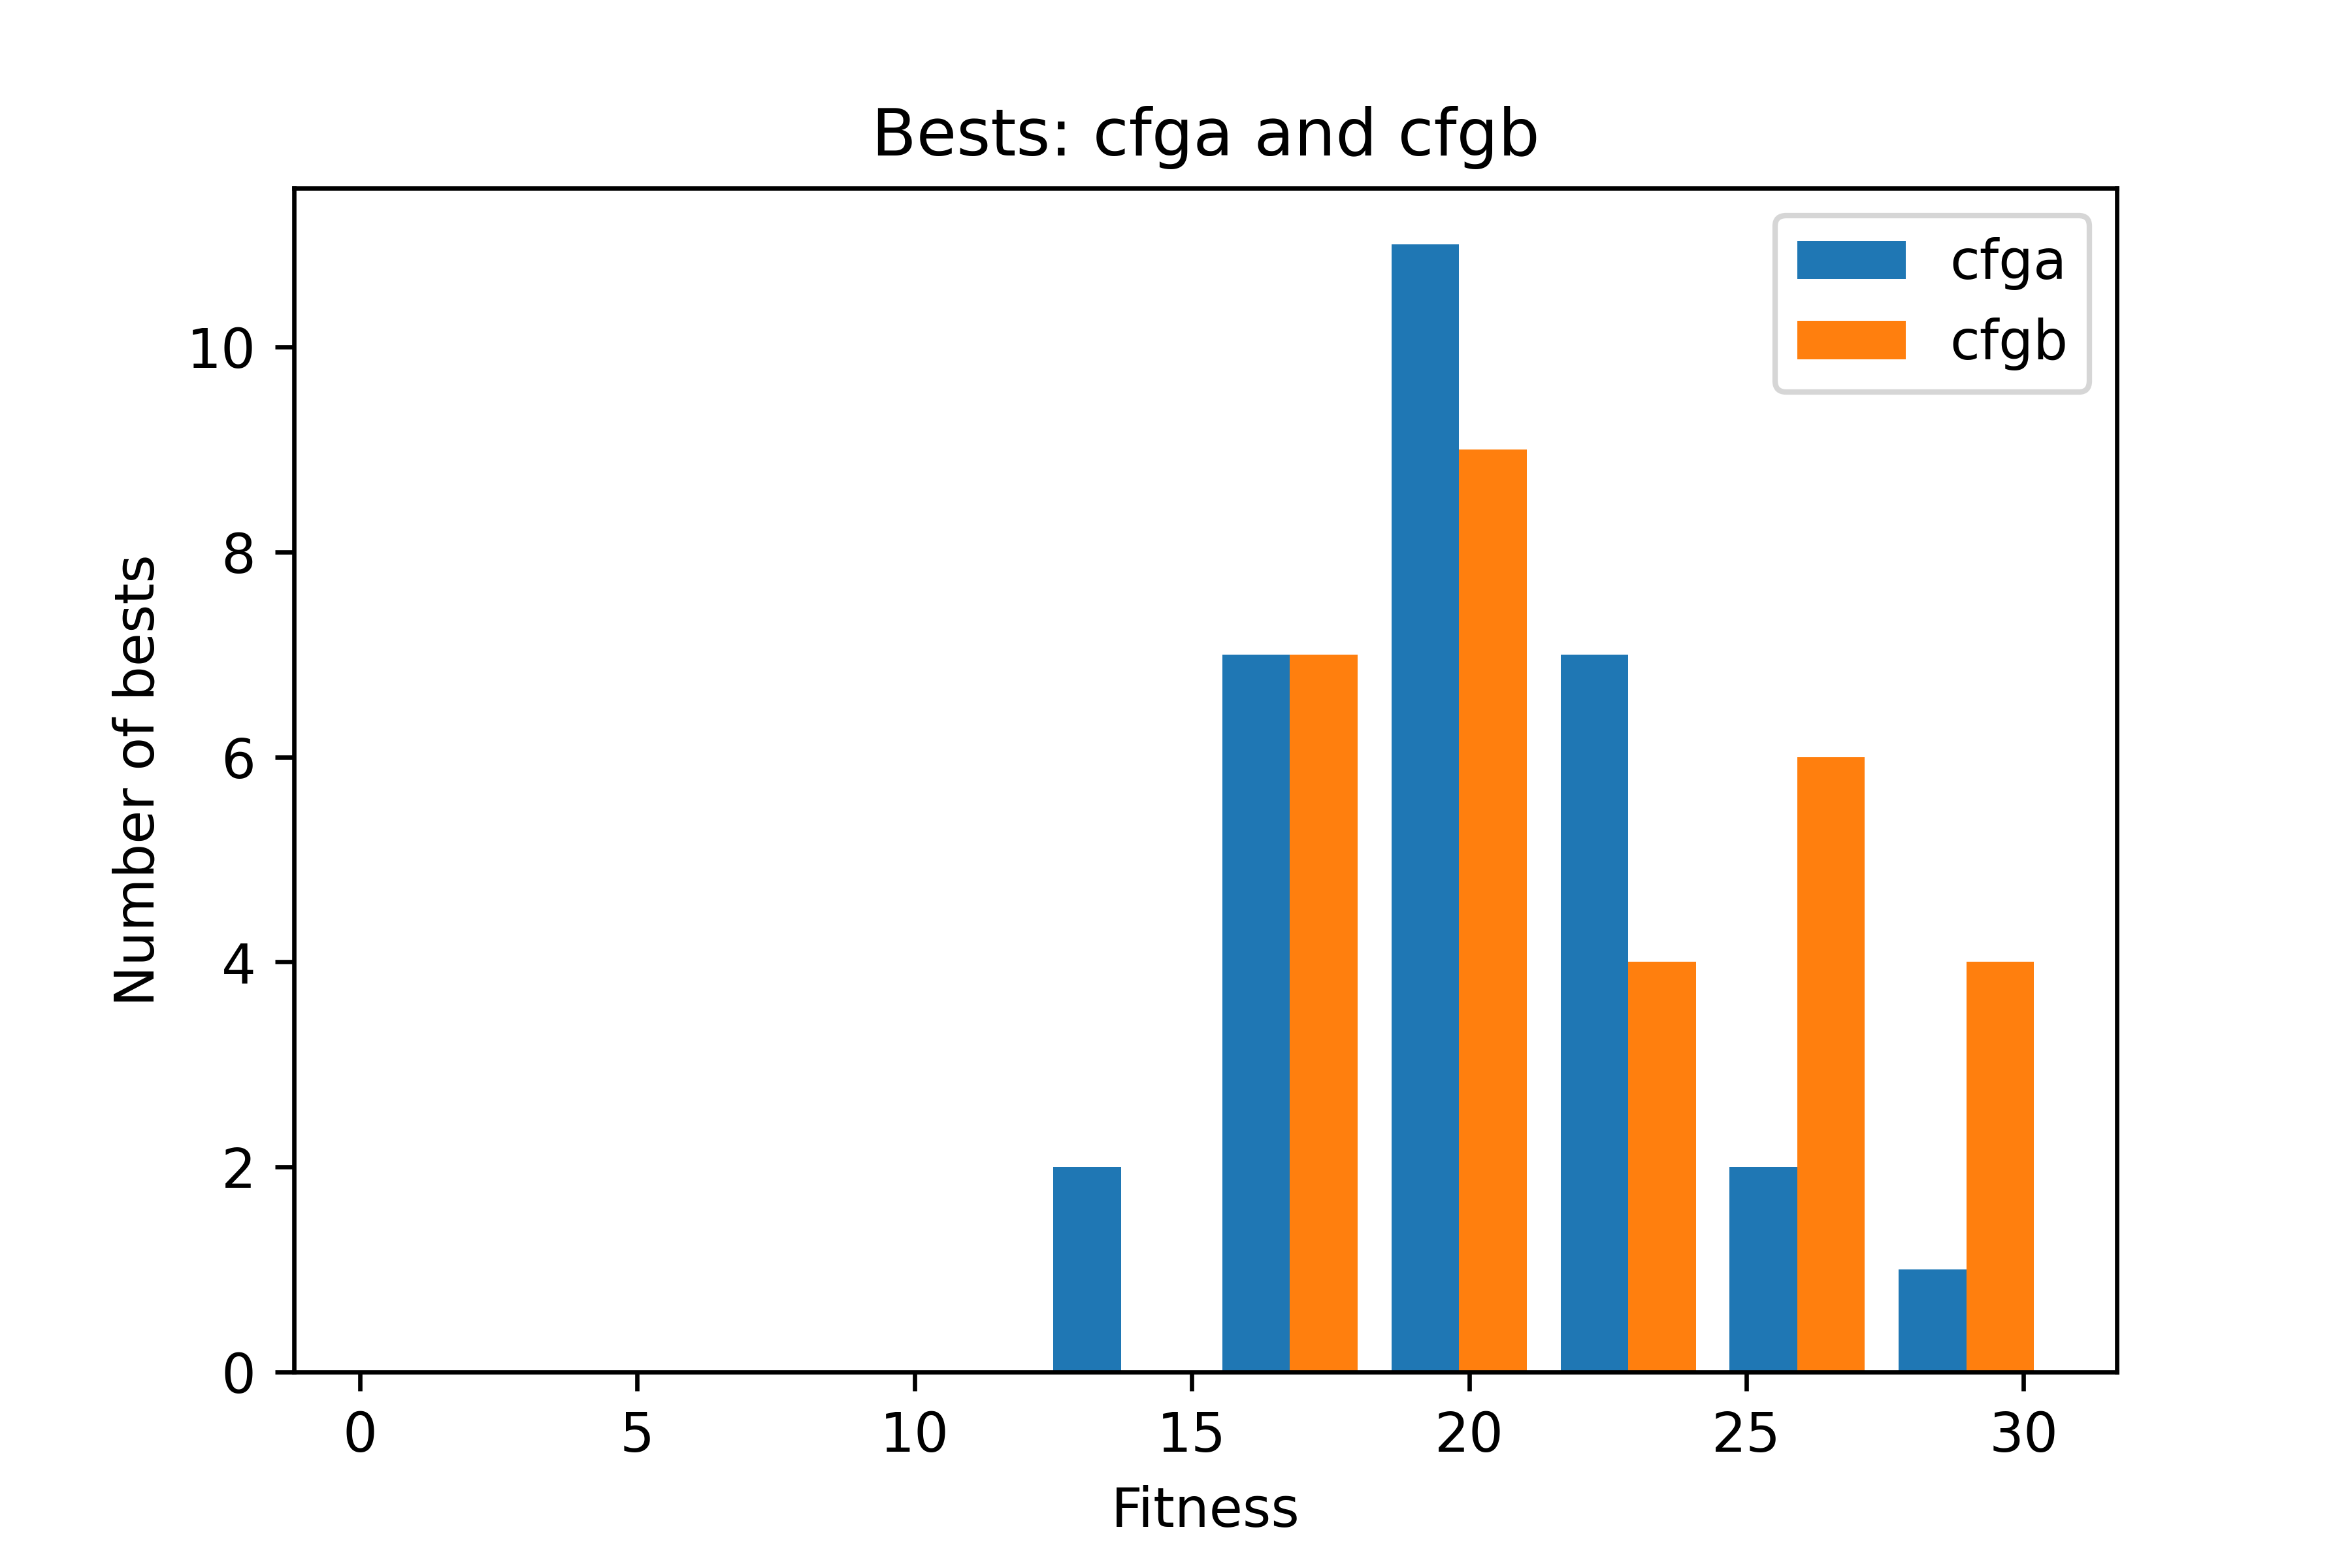 Bests: cfga and cfgb
cfga
cfgb
Number of bests
10
8
6
4
2
0
0 5 10 15 20 25 30
Fitness